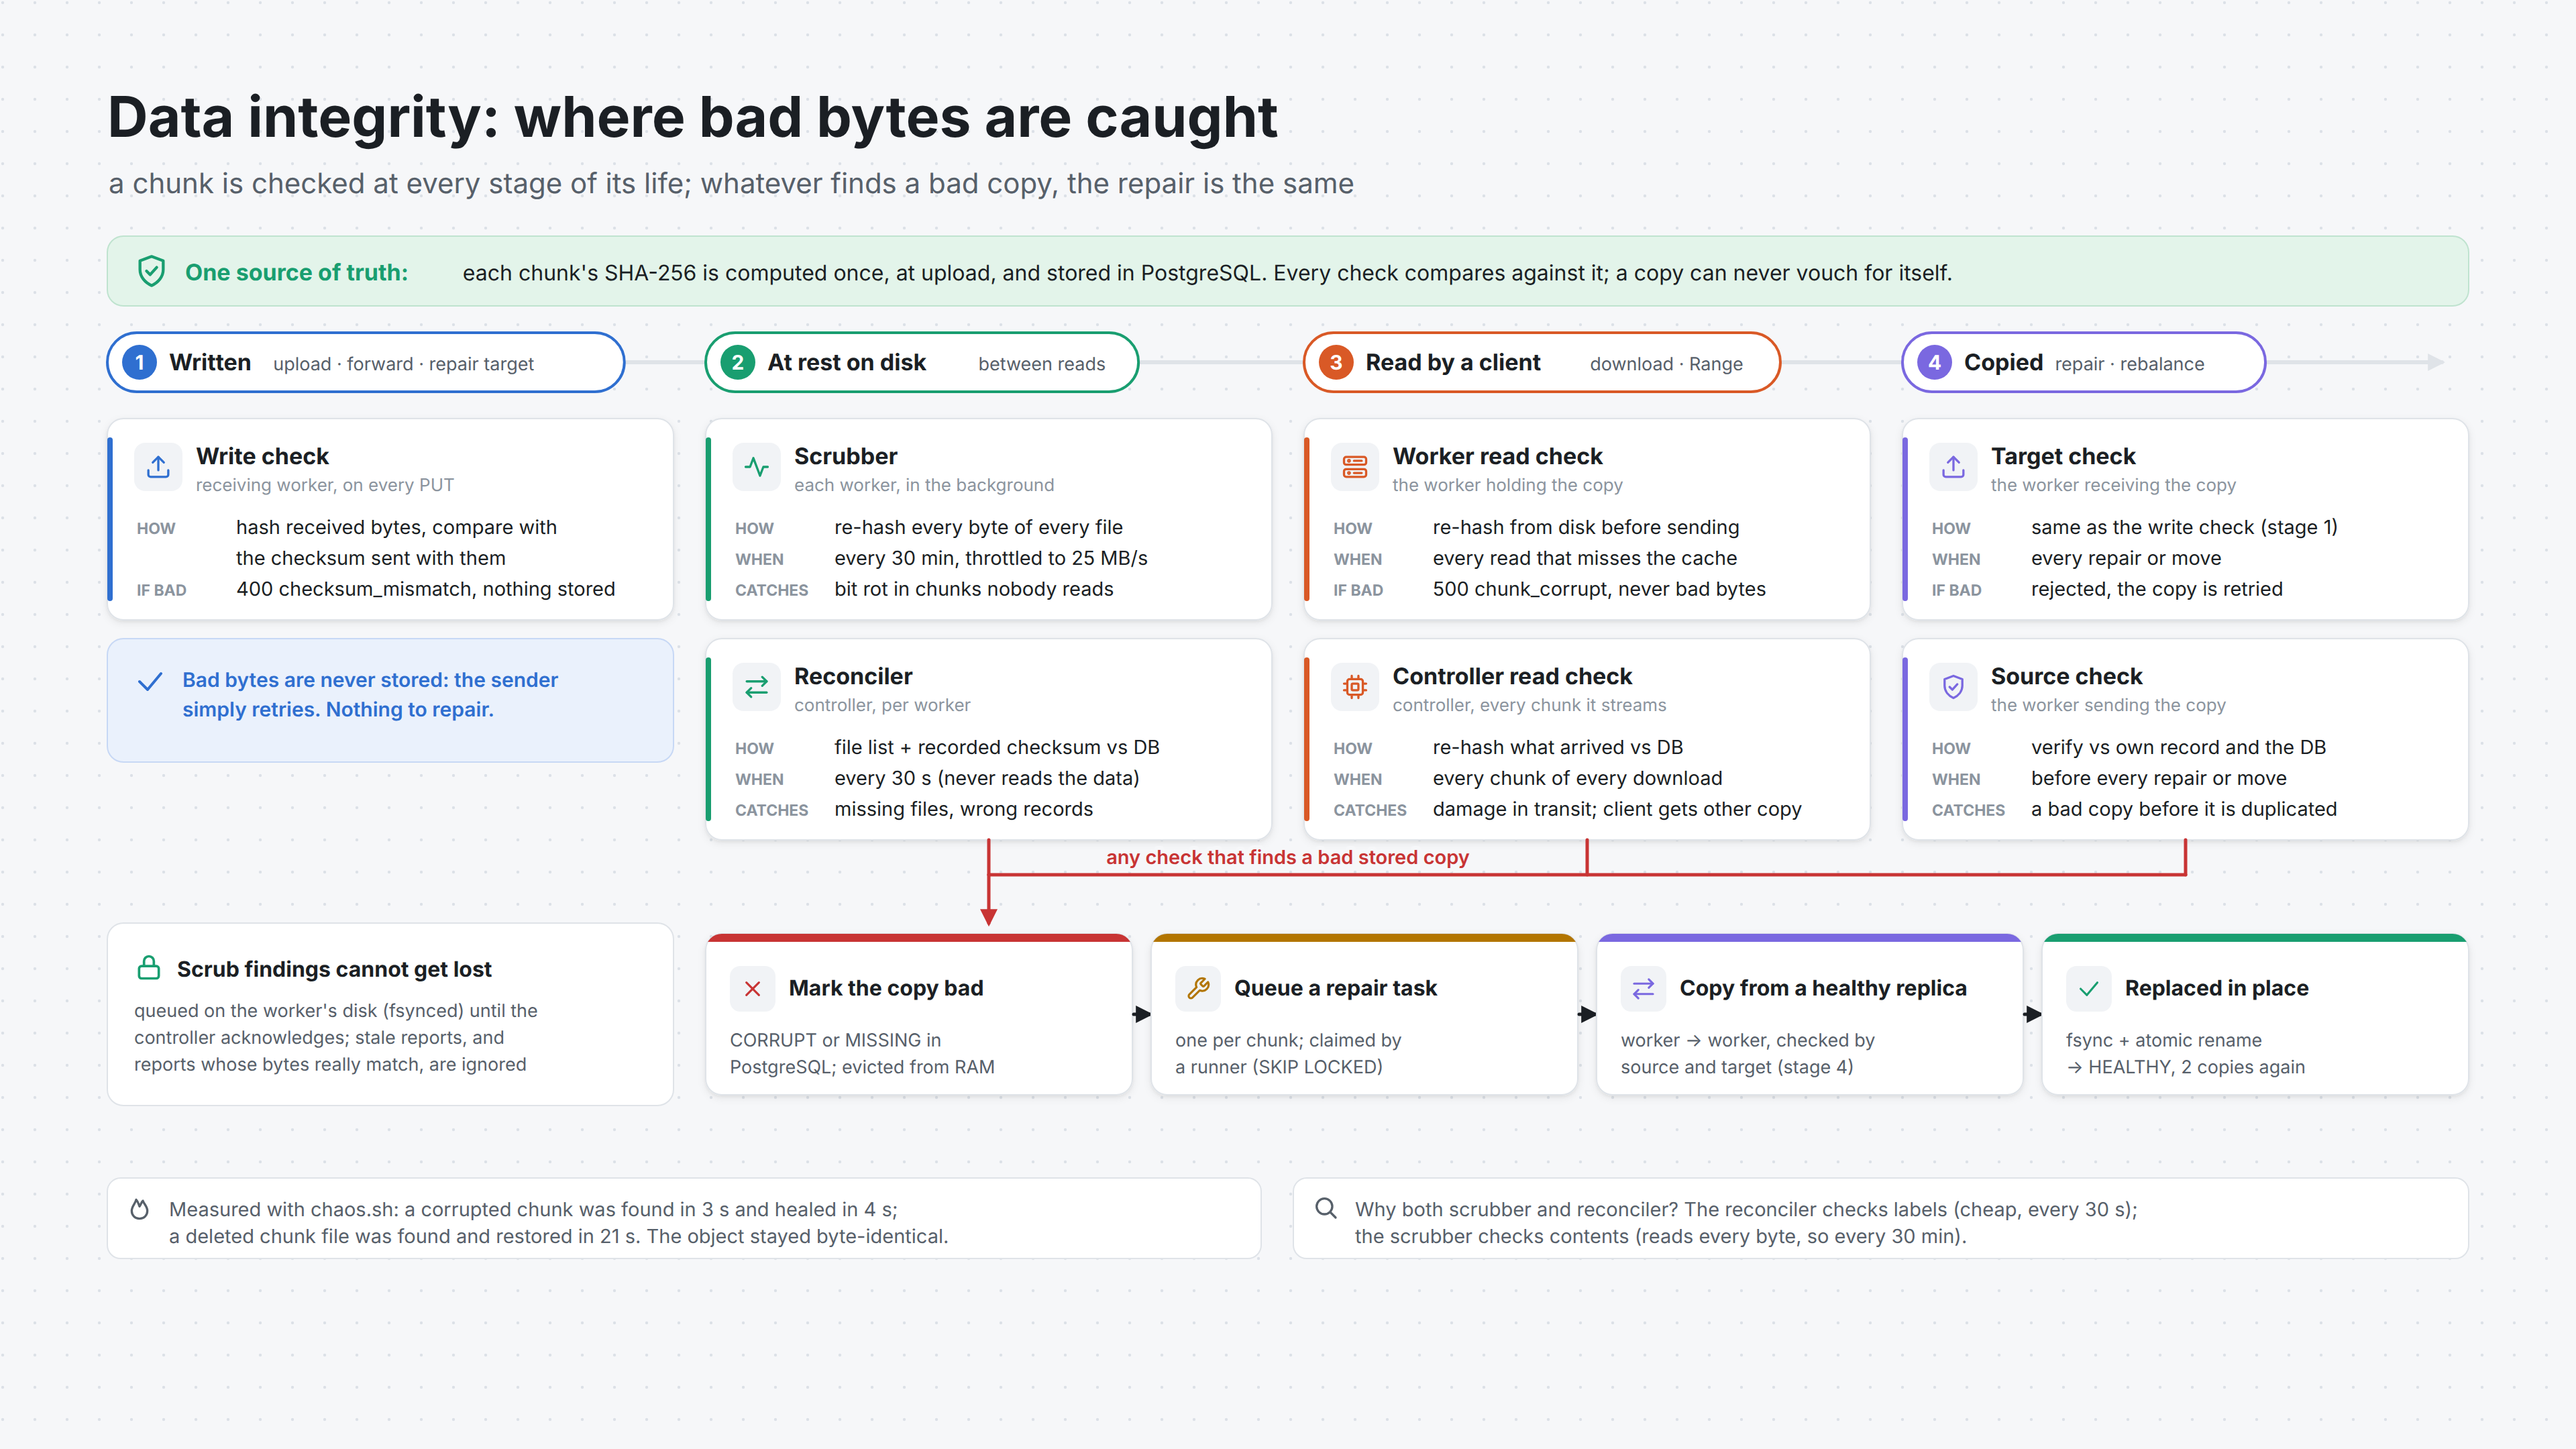 Data integrity: where bad bytes are caught
a chunk is checked at every stage of its life; whatever finds a bad copy, the repair is the same
One source of truth: each chunk's SHA-256 is computed once, at upload, and stored in PostgreSQL. Every check compares against it; a copy can never vouch for itself.
1 Written upload · forward · repair target
2 At rest on disk between reads
3 Read by a client download · Range
4 Copied repair · rebalance
Write check
receiving worker, on every PUT
HOW hash received bytes, compare with
the checksum sent with them
IF BAD 400 checksum_mismatch, nothing stored
Scrubber
each worker, in the background
HOW re-hash every byte of every file
WHEN every 30 min, throttled to 25 MB/s
CATCHES bit rot in chunks nobody reads
Worker read check
the worker holding the copy
HOW re-hash from disk before sending
WHEN every read that misses the cache
IF BAD 500 chunk_corrupt, never bad bytes
Target check
the worker receiving the copy
HOW same as the write check (stage 1)
WHEN every repair or move
IF BAD rejected, the copy is retried
Bad bytes are never stored: the sender
simply retries. Nothing to repair.
Reconciler
controller, per worker
HOW file list + recorded checksum vs DB
WHEN every 30 s (never reads the data)
CATCHES missing files, wrong records
Controller read check
controller, every chunk it streams
HOW re-hash what arrived vs DB
WHEN every chunk of every download
CATCHES damage in transit; client gets other copy
Source check
the worker sending the copy
HOW verify vs own record and the DB
WHEN before every repair or move
CATCHES a bad copy before it is duplicated
any check that finds a bad stored copy
Scrub findings cannot get lost
queued on the worker's disk (fsynced) until the
controller acknowledges; stale reports, and
reports whose bytes really match, are ignored
Mark the copy bad
CORRUPT or MISSING in
PostgreSQL; evicted from RAM
Queue a repair task
one per chunk; claimed by
a runner (SKIP LOCKED)
Copy from a healthy replica
worker → worker, checked by
source and target (stage 4)
Replaced in place
fsync + atomic rename
→ HEALTHY, 2 copies again
Measured with chaos.sh: a corrupted chunk was found in 3 s and healed in 4 s;
a deleted chunk file was found and restored in 21 s. The object stayed byte-identical.
Why both scrubber and reconciler? The reconciler checks labels (cheap, every 30 s);
the scrubber checks contents (reads every byte, so every 30 min).